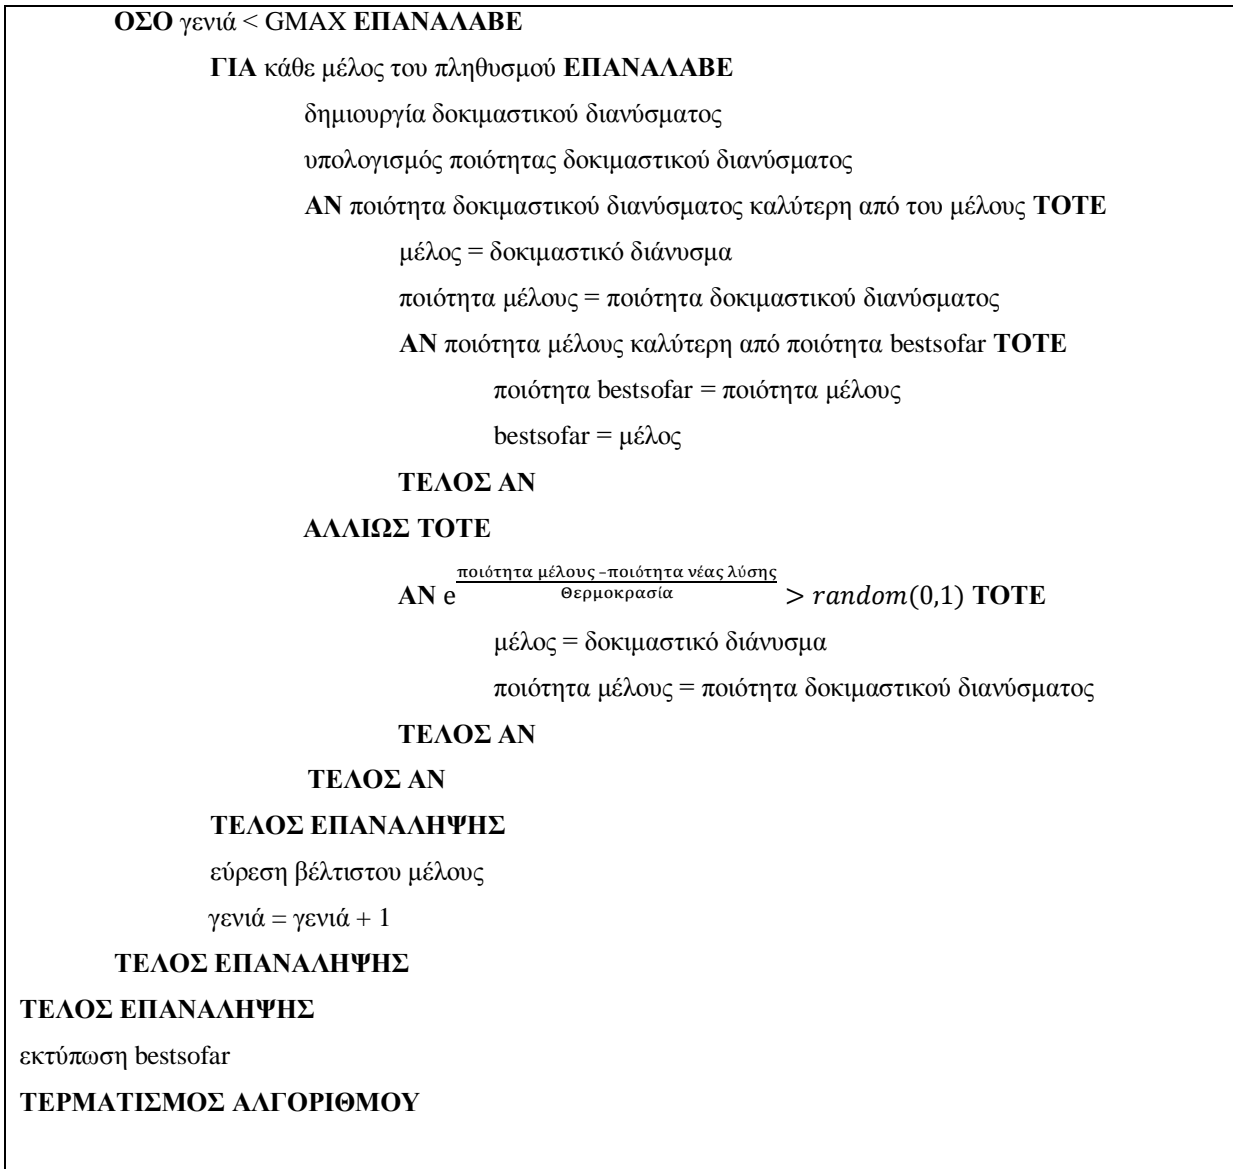 ΟΣΟ γενιά < GMAX ΕΠΑΝΑΛΑΒΕ
ΓΙΑ κάθε μέλος του πληθυσμού ΕΠΑΝΑΛΑΒΕ
δημιουργία δοκιμαστικού διανύσματος
υπολογισμός ποιότητας δοκιμαστικού διανύσματος
ΑΝ ποιότητα δοκιμαστικού διανύσματος καλύτερη από του μέλους ΤΟΤΕ
μέλος = δοκιμαστικό διάνυσμα
ποιότητα μέλους = ποιότητα δοκιμαστικού διανύσματος
ΑΝ ποιότητα μέλους καλύτερη από ποιότητα bestsofar ΤΟΤΕ
ποιότητα bestsofar = ποιότητα μέλους
bestsofar = μέλος
ΤΕΛΟΣ ΑΝ
ΑΛΛΙΩΣ ΤΟΤΕ
ΑΝ e^{\frac{ποιότητα μέλους –ποιότητα νέας λύσης}{Θερμοκρασία}} > random(0,1) ΤΟΤΕ
μέλος = δοκιμαστικό διάνυσμα
ποιότητα μέλους = ποιότητα δοκιμαστικού διανύσματος
ΤΕΛΟΣ ΑΝ
ΤΕΛΟΣ ΑΝ
ΤΕΛΟΣ ΕΠΑΝΑΛΗΨΗΣ
εύρεση βέλτιστου μέλους
γενιά = γενιά + 1
ΤΕΛΟΣ ΕΠΑΝΑΛΗΨΗΣ
ΤΕΛΟΣ ΕΠΑΝΑΛΗΨΗΣ
εκτύπωση bestsofar
ΤΕΡΜΑΤΙΣΜΟΣ ΑΛΓΟΡΙΘΜΟΥ